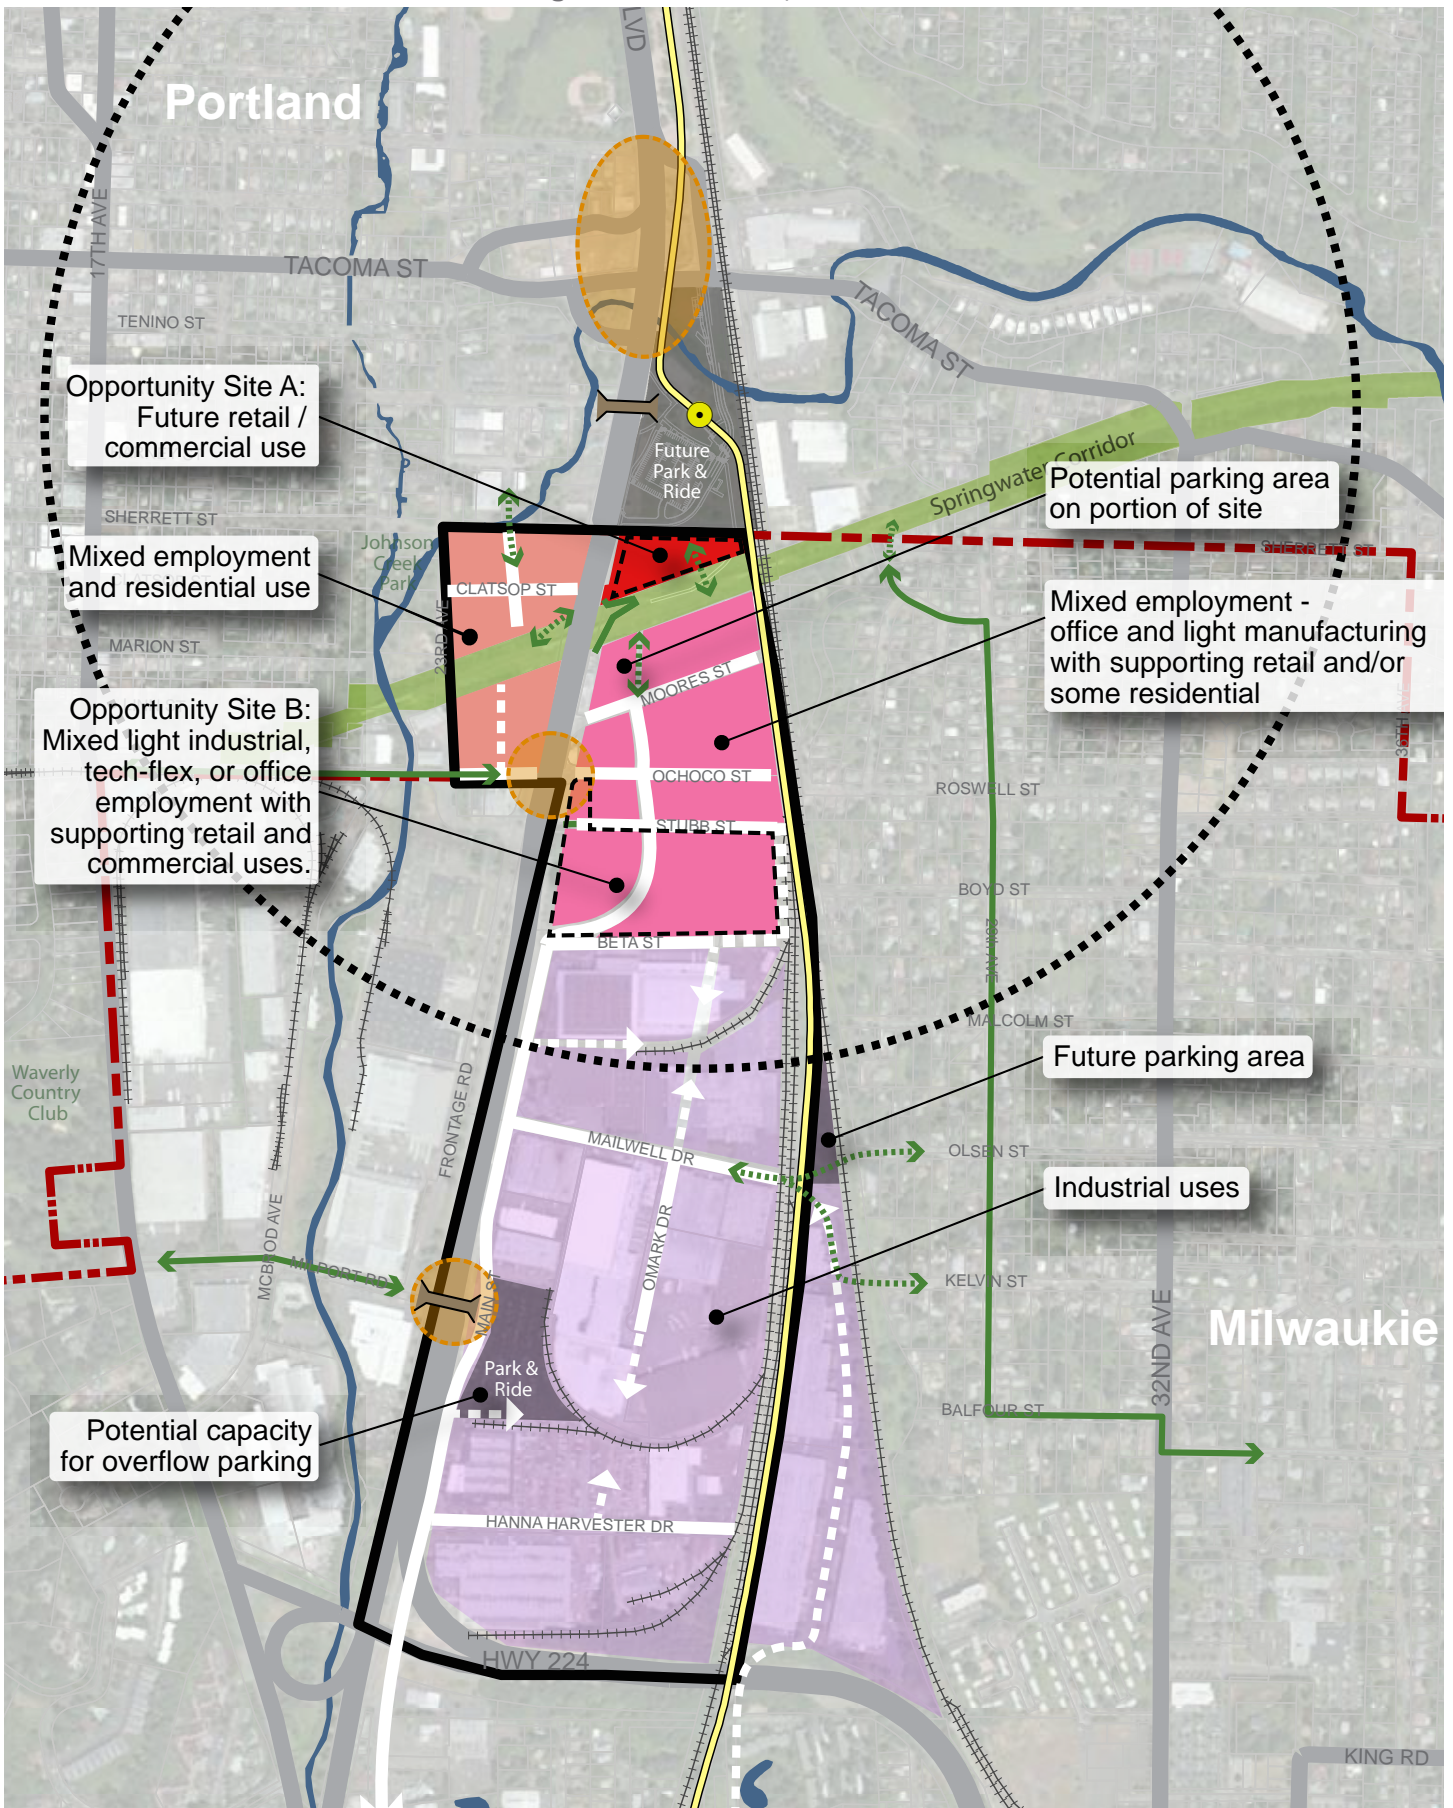 LVD
Portland
17TH AVE
TACOMA ST
TENINO ST
TACOMA ST
Opportunity Site A:
Future retail /
commercial use
Future
Park &
Ride
Springwater Corridor
Potential parking area
on portion of site
SHERRETT ST
SHERRETT ST
Johnson
Creek
Park
Mixed employment
and residential use
CLATSOP ST
23RD AVE
MARION ST
Mixed employment -
office and light manufacturing
with supporting retail and/or
some residential
MOORES ST
Opportunity Site B:
Mixed light industrial,
tech-flex, or office
employment with
supporting retail and
commercial uses.
36TH AVE
OCHOCO ST
ROSWELL ST
STUBB ST
BOYD ST
BETA ST
MALCOLM ST
Waverly
Country
Club
FRONTAGE RD
Future parking area
MAILWELL DR
OLSEN ST
Industrial uses
OMARK DR
MCBROD AVE
MILPORT RD
MAIN ST
KELVIN ST
Milwaukie
32ND AVE
Park &
Ride
BALFOUR ST
Potential capacity
for overflow parking
HANNA HARVESTER DR
HWY 224
KING RD